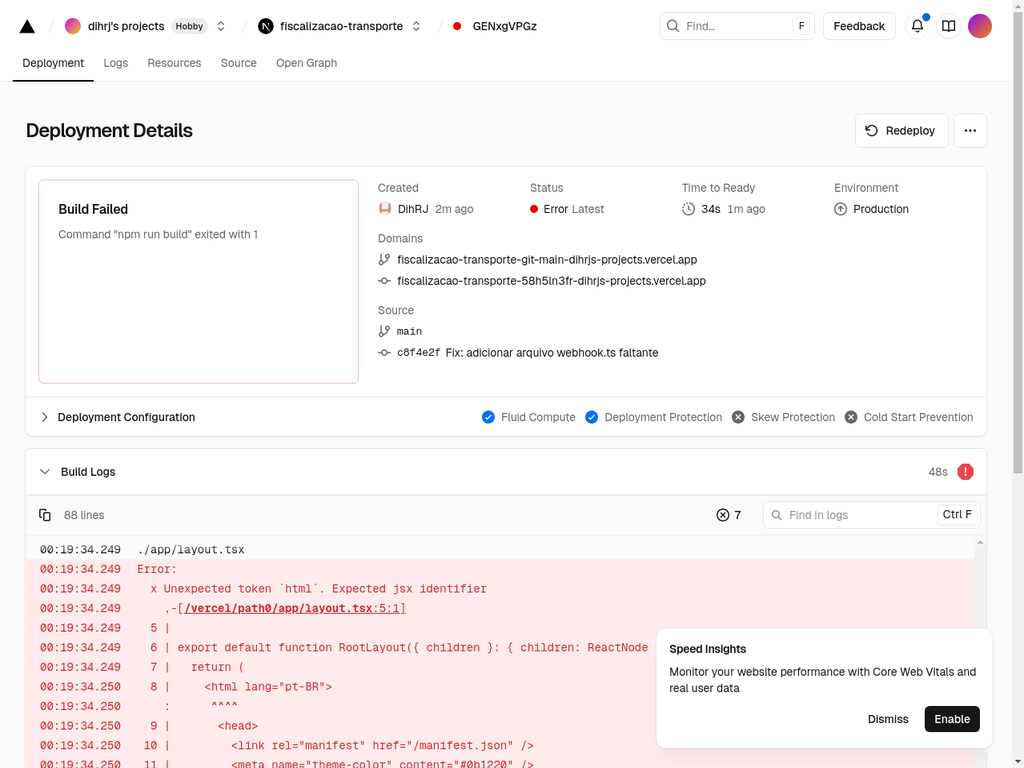 dihrj's projects Hobby fiscalizacao-transporte GENxgVPGz Find... F Feedback
Deployment Logs Resources Source Open Graph
Deployment Details
Redeploy
Build Failed
Command "npm run build" exited with 1
Created Status Time to Ready Environment
DihRJ 2m ago Error Latest 34s 1m ago Production
Domains
fiscalizacao-transporte-git-main-dihrjs-projects.vercel.app
fiscalizacao-transporte-58h5ln3fr-dihrjs-projects.vercel.app
Source
main
c8f4e2f Fix: adicionar arquivo webhook.ts faltante
Deployment Configuration Fluid Compute Deployment Protection Skew Protection Cold Start Prevention
Build Logs 48s
88 lines 7 Find in logs Ctrl F
00:19:34.249 ./app/layout.tsx
00:19:34.249 Error:
00:19:34.249 x Unexpected token `html`. Expected jsx identifier
00:19:34.249 ,-[/vercel/path0/app/layout.tsx:5:1]
00:19:34.249 5 |
00:19:34.249 6 | export default function RootLayout({ children }: { children: ReactNode
00:19:34.249 7 | return (
00:19:34.250 8 | <html lang="pt-BR">
00:19:34.250 : ^^^^
00:19:34.250 9 | <head>
00:19:34.250 10 | <link rel="manifest" href="/manifest.json" />
00:19:34.250 11 | <meta name="theme-color" content="#0b1220" />
Speed Insights
Monitor your website performance with Core Web Vitals and
real user data
Dismiss Enable